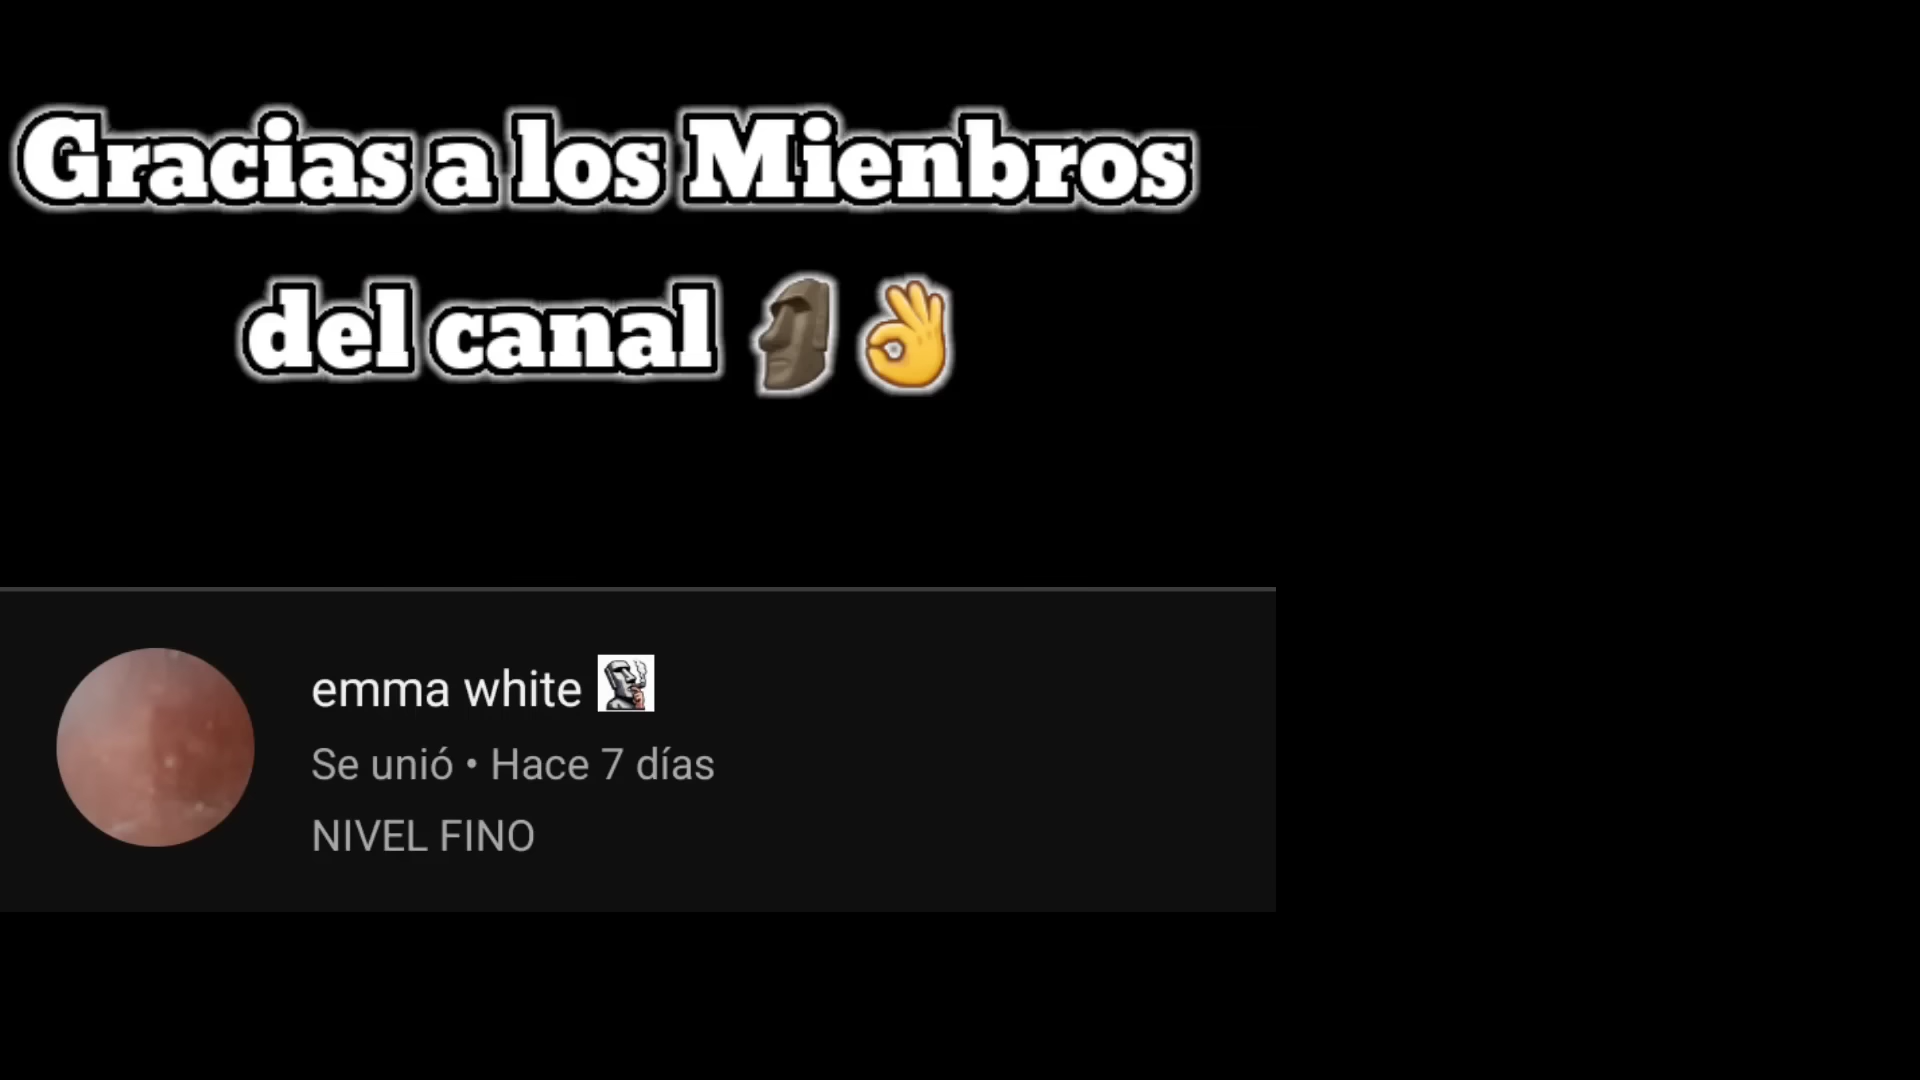 Gracias a los Mienbros
del canal 🗿👌
emma white
Se unió • Hace 7 días
NIVEL FINO